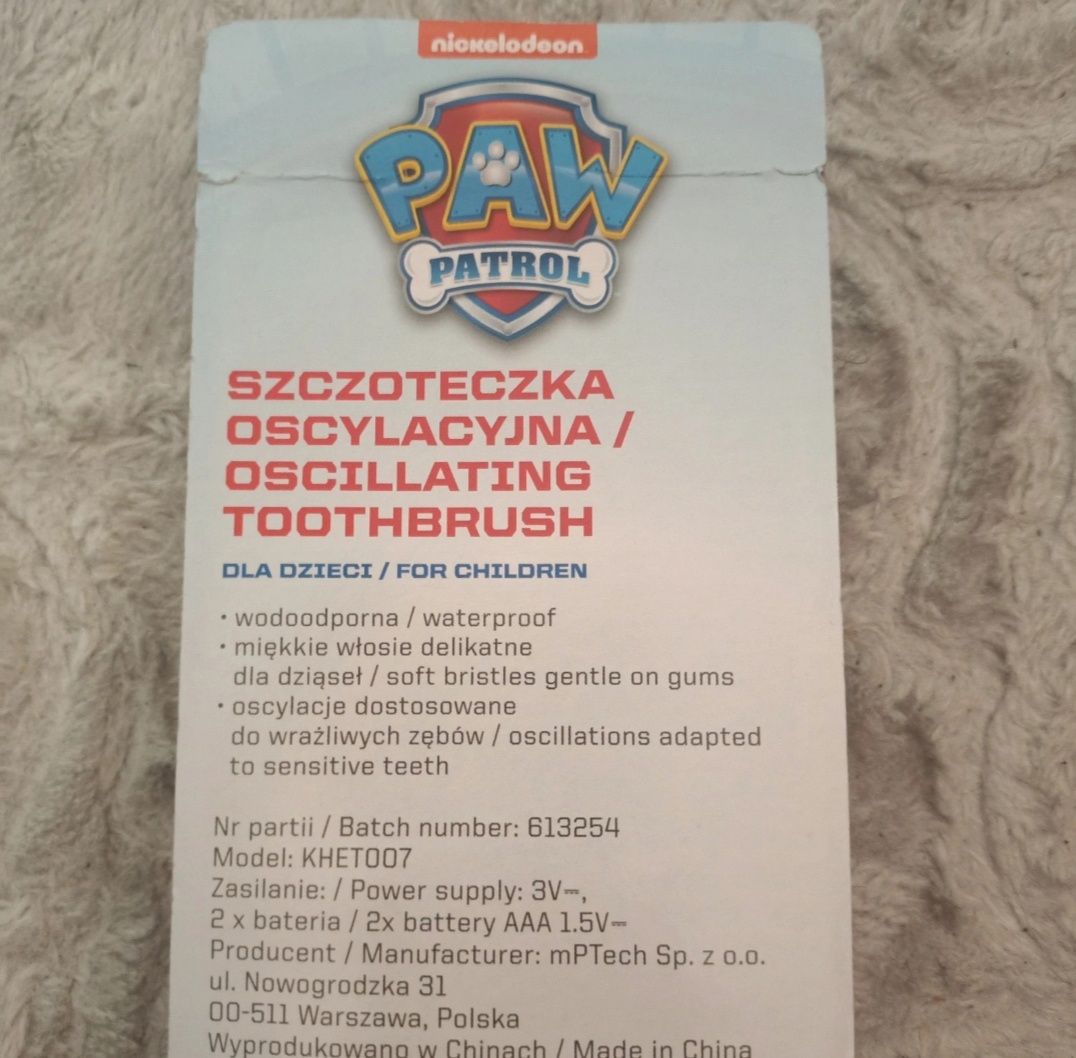 nickelodeon
PAW
PATROL
SZCZOTECZKA
OSCYLACYJNA /
OSCILLATING
TOOTHBRUSH
DLA DZIECI / FOR CHILDREN
• wodoodporna / waterproof
• miękkie włosie delikatne
dla dziąseł / soft bristles gentle on gums
• oscylacje dostosowane
do wrażliwych zębów / oscillations adapted
to sensitive teeth
Nr partii / Batch number: 613254
Model: KHET007
Zasilanie: / Power supply: 3V⎓,
2 x bateria / 2x battery AAA 1.5V⎓
Producent / Manufacturer: mPTech Sp. z o.o.
ul. Nowogrodzka 31
00-511 Warszawa, Polska
Wyprodukowano w Chinach / Made in China